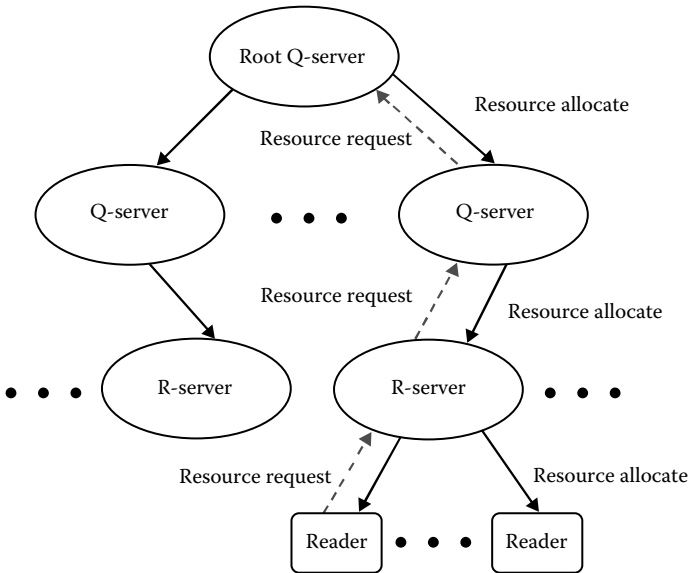 Root Q-server
Resource allocate
Resource request
Q-server
Q-server
Resource request
Resource allocate
R-server
R-server
Resource request
Resource allocate
Reader
Reader